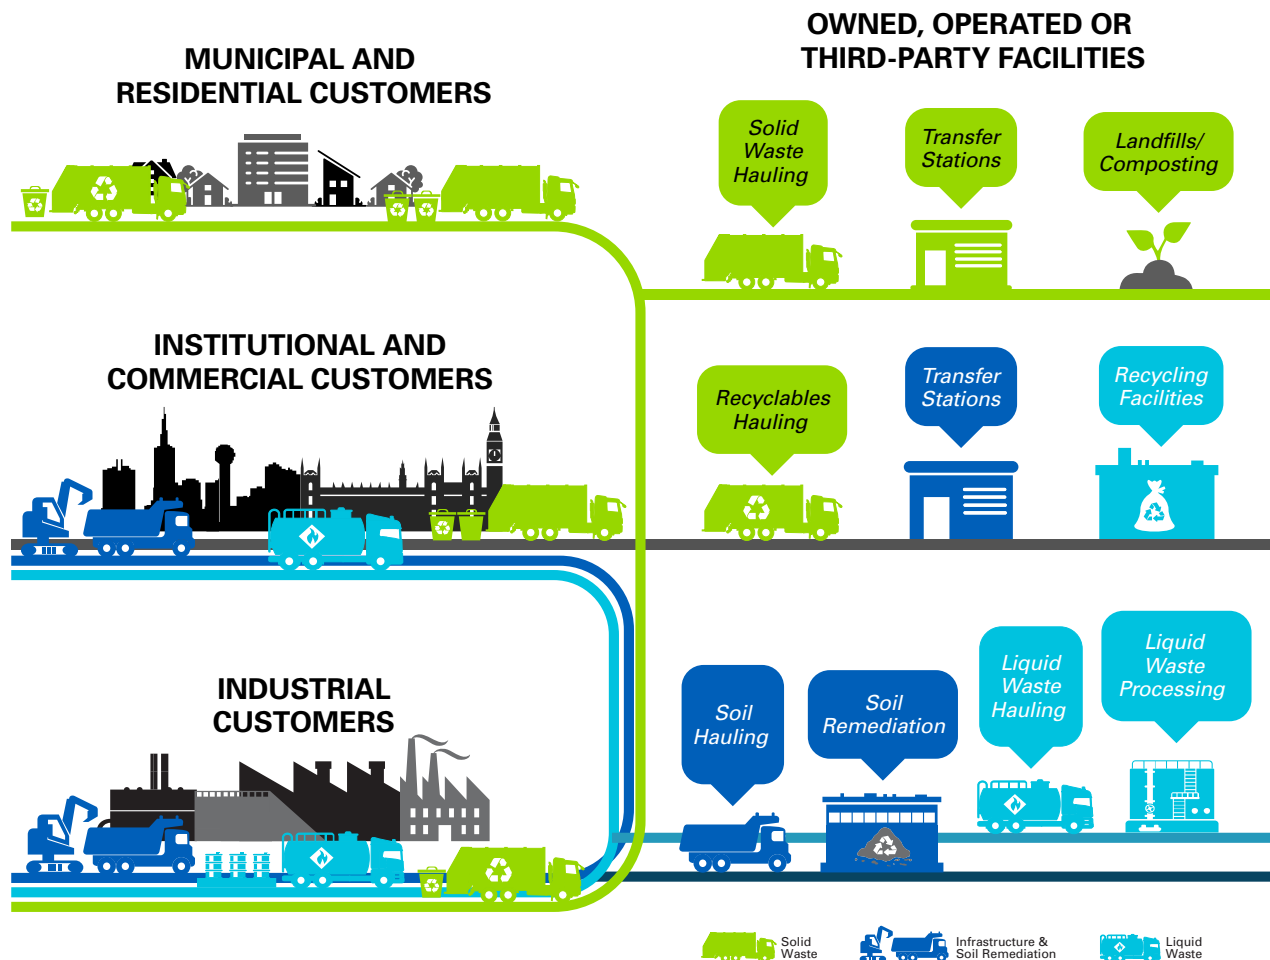 MUNICIPAL AND
RESIDENTIAL CUSTOMERS
OWNED, OPERATED OR
THIRD-PARTY FACILITIES
Solid
Waste
Hauling
Transfer
Stations
Landfills/
Composting
INSTITUTIONAL AND
COMMERCIAL CUSTOMERS
Recyclables
Hauling
Transfer
Stations
Recycling
Facilities
INDUSTRIAL
CUSTOMERS
Soil
Hauling
Soil
Remediation
Liquid
Waste
Hauling
Liquid
Waste
Processing
Solid
Waste
Infrastructure &
Soil Remediation
Liquid
Waste